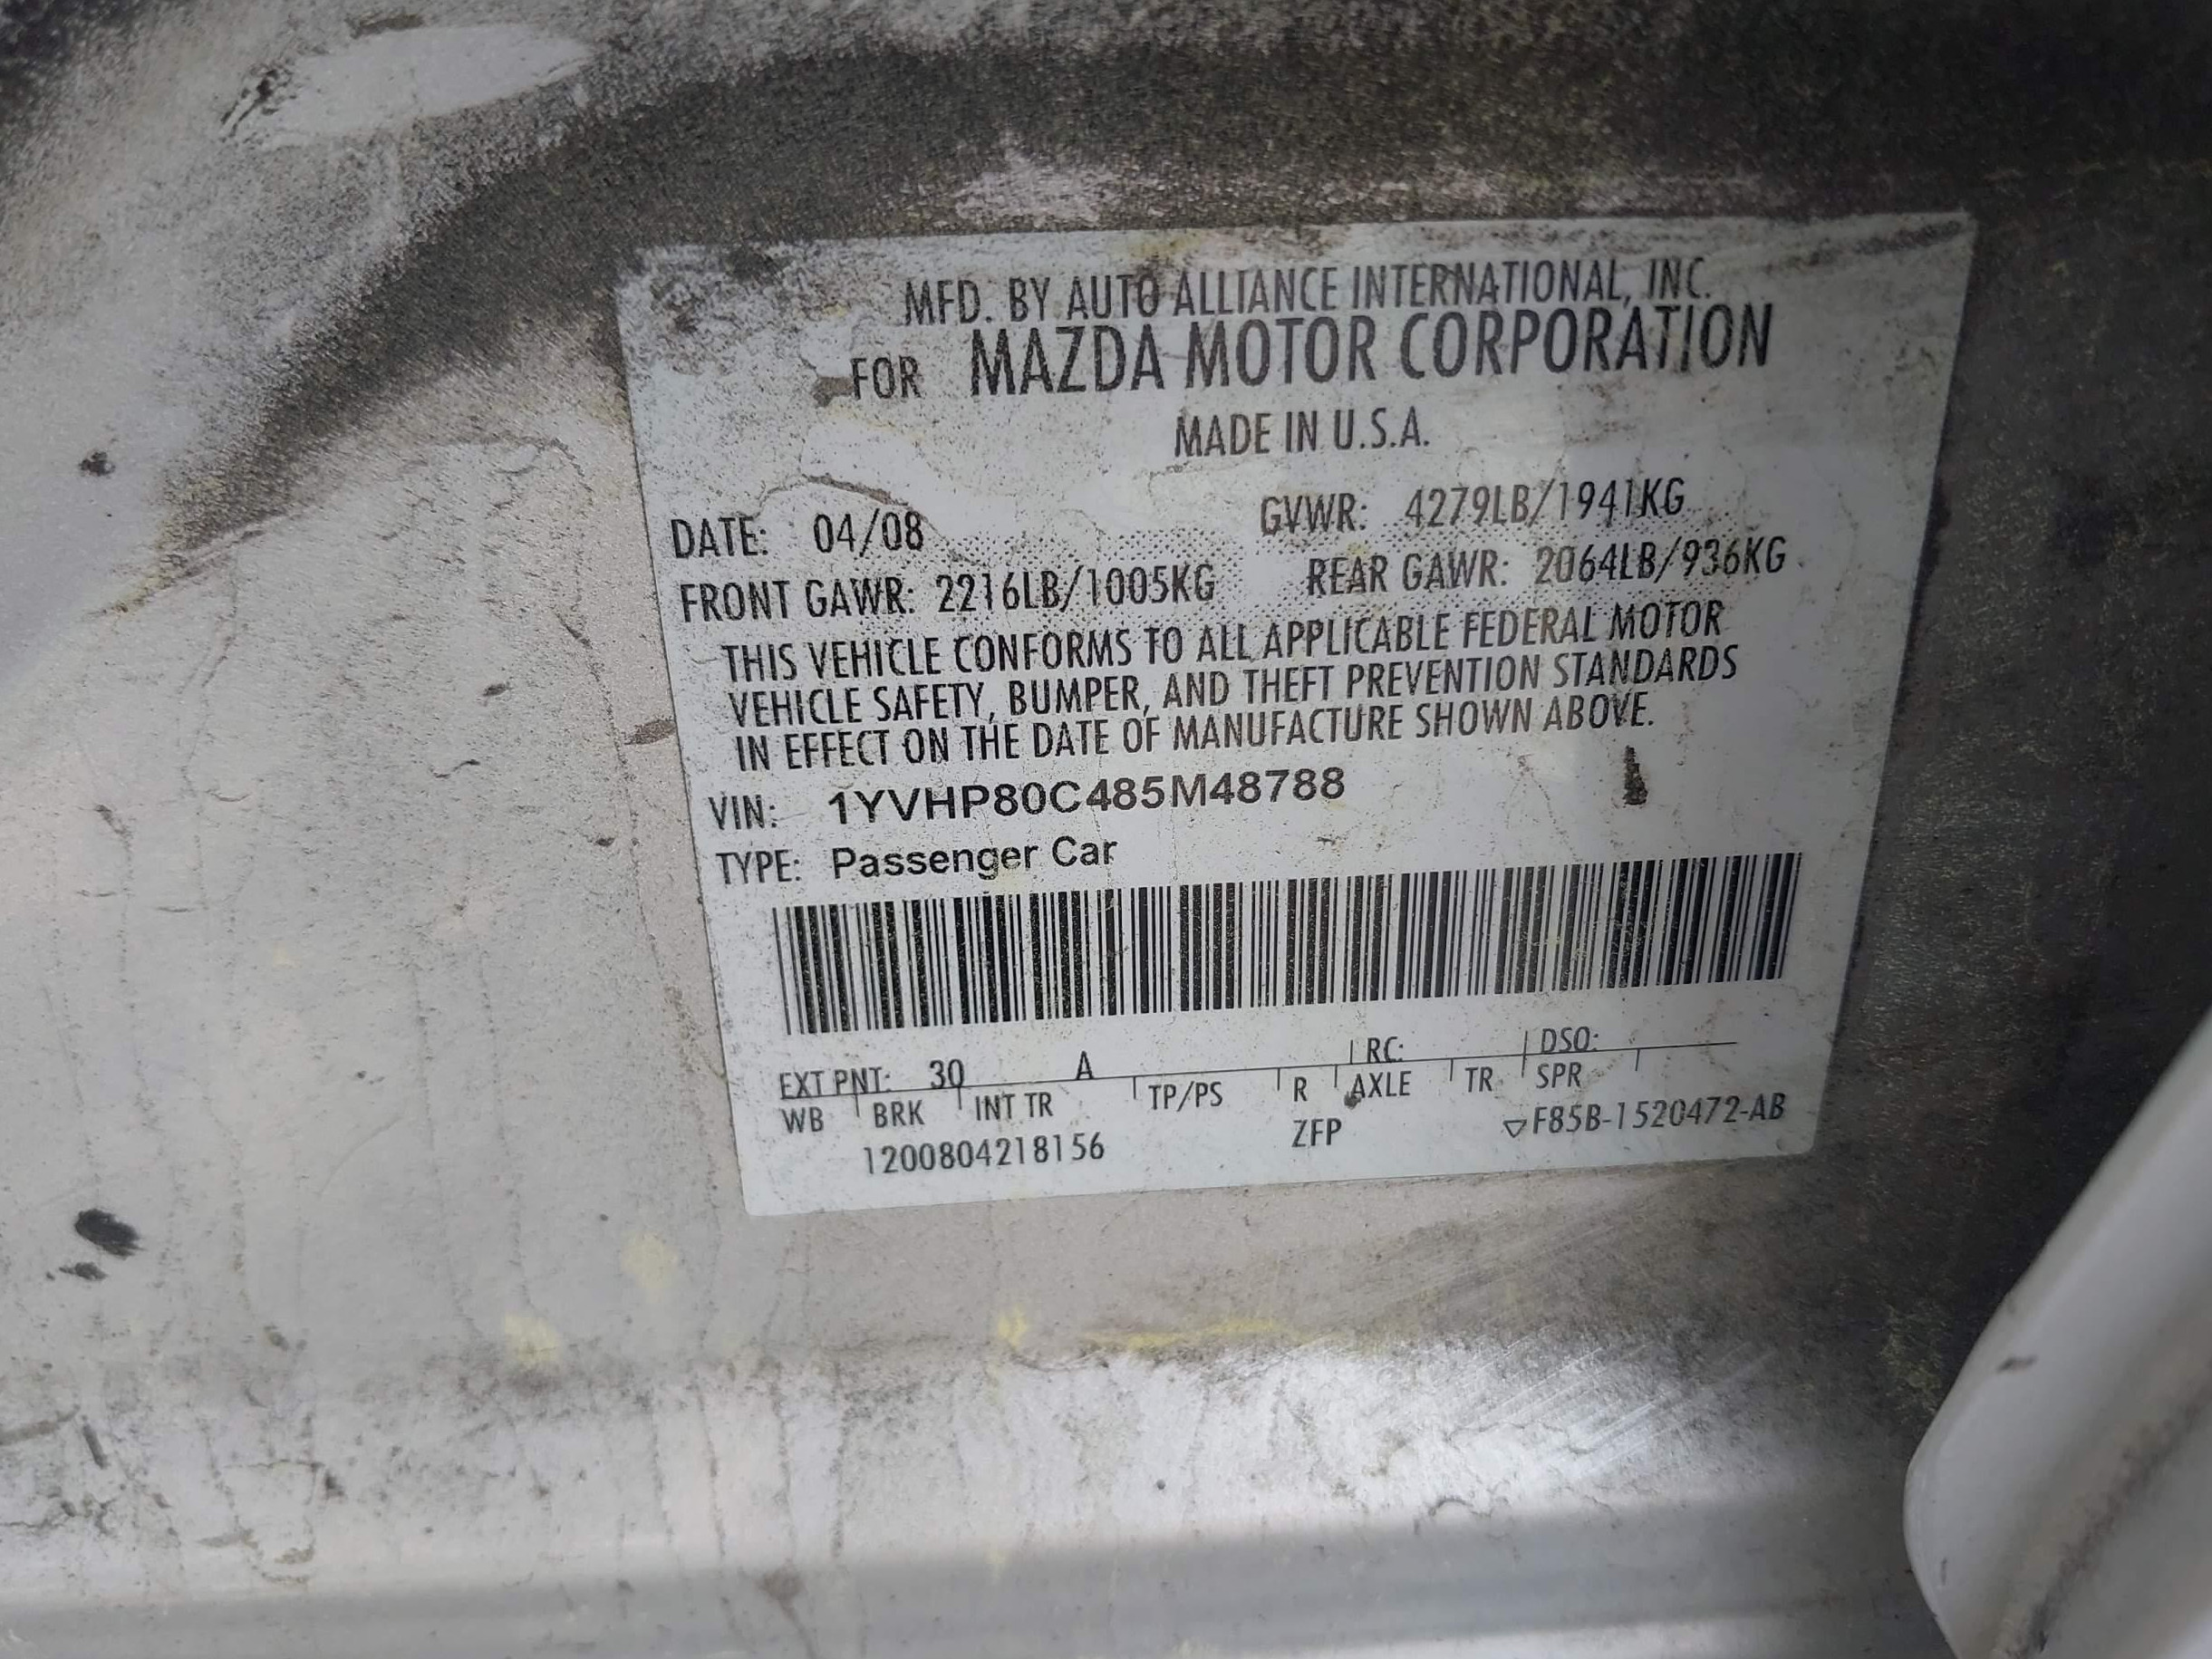 MFD. BY AUTO ALLIANCE INTERNATIONAL, INC.
FOR MAZDA MOTOR CORPORATION
MADE IN U.S.A.
DATE: 04/08 GVWR: 4279LB/1941KG
FRONT GAWR: 2216LB/1005KG REAR GAWR: 2064LB/936KG
THIS VEHICLE CONFORMS TO ALL APPLICABLE FEDERAL MOTOR
VEHICLE SAFETY, BUMPER, AND THEFT PREVENTION STANDARDS
IN EFFECT ON THE DATE OF MANUFACTURE SHOWN ABOVE.
VIN: 1YVHP80C485M48788
TYPE: Passenger Car
EXT PNT: 30 A RC: DSO:
WB BRK INT TR TP/PS R AXLE TR SPR
1200804218156 ZFP ▽F85B-1520472-AB